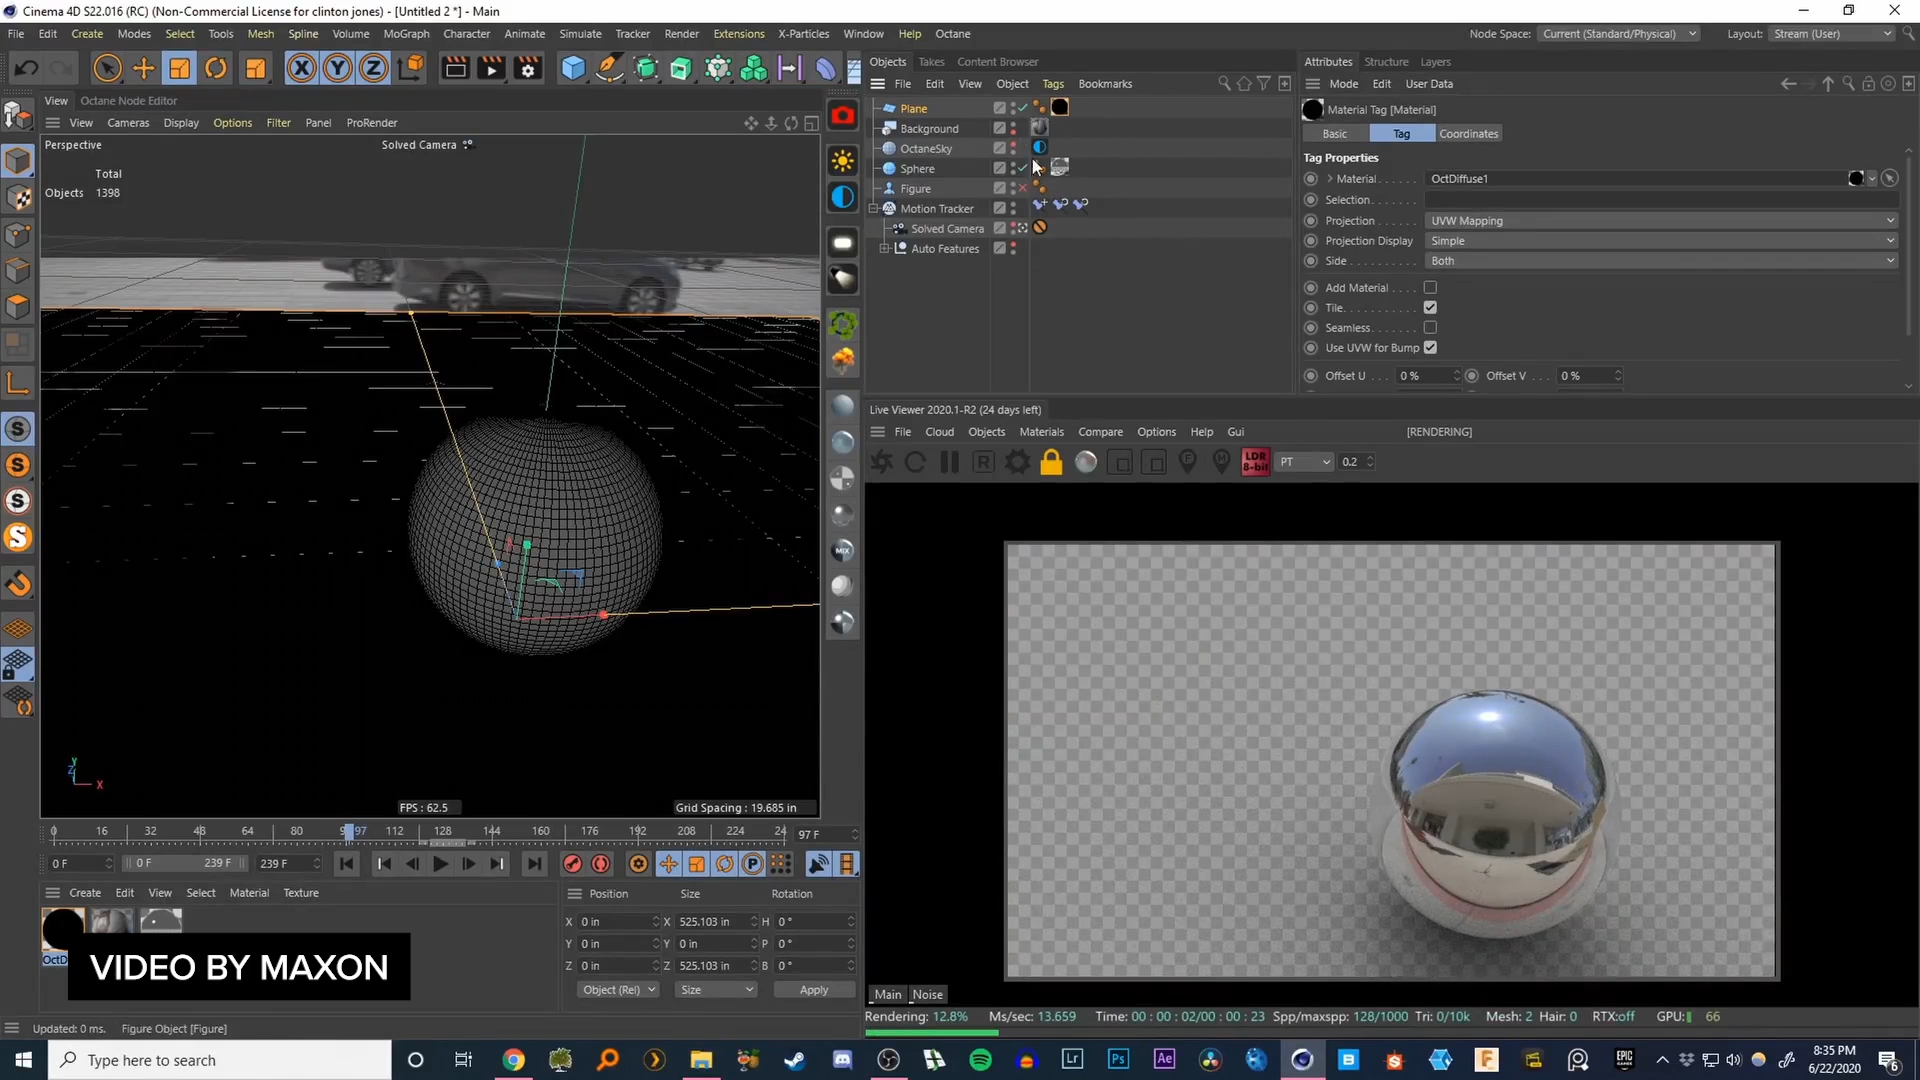 Cinema 4D S22.016 (RC) (Non-Commercial License for clinton jones) - [Untitled 2 *] - Main
File Edit Create Modes Select Tools Mesh Spline Volume MoGraph Character Animate Simulate Tracker Render Extensions X-Particles Window Help Octane
Node Space: Current (Standard/Physical) Layout: Stream (User)
X Y Z
View Octane Node Editor
View Cameras Display Options Filter Panel ProRender
Perspective Solved Camera
Total
Objects 1398
FPS : 62.5 Grid Spacing : 19.685 in
Y
Z
X
Objects Takes Content Browser
File Edit View Object Tags Bookmarks
Plane
Background
OctaneSky
Sphere
Figure
Motion Tracker
Solved Camera
Auto Features
Attributes Structure Layers
Mode Edit User Data
Material Tag [Material]
Basic Tag Coordinates
Tag Properties
Material . . . . . . OctDiffuse1
Selection . . . . .
Projection . . . . . UVW Mapping
Projection Display Simple
Side . . . . . . . . . Both
Add Material . . . .
Tile. . . . . . . . . . .
Seamless . . . . . .
Use UVW for Bump
Offset U . . . 0 % Offset V . . 0 %
Live Viewer 2020.1-R2 (24 days left)
File Cloud Objects Materials Compare Options Help Gui [RENDERING]
R LDR 8-bit PT 0.2
MIX
Main Noise
Rendering: 12.8% Ms/sec: 13.659 Time: 00 : 00 : 02/00 : 00 : 23 Spp/maxspp: 128/1000 Tri: 0/10k Mesh: 2 Hair: 0 RTX:off GPU: 66
0 16 32 48 64 80 97 112 128 144 160 176 192 208 224 24 97 F
0 F 0 F 239 F 239 F
Create Edit View Select Material Texture
Position Size Rotation
X 0 in X 525.103 in H 0 °
Y 0 in Y 0 in P 0 °
Z 0 in Z 525.103 in B 0 °
Object (Rel) Size Apply
OctD
VIDEO BY MAXON
Updated: 0 ms. Figure Object [Figure]
Type here to search
Lr Ps Ae
EPIC GAMES
8:35 PM
6/22/2020
6